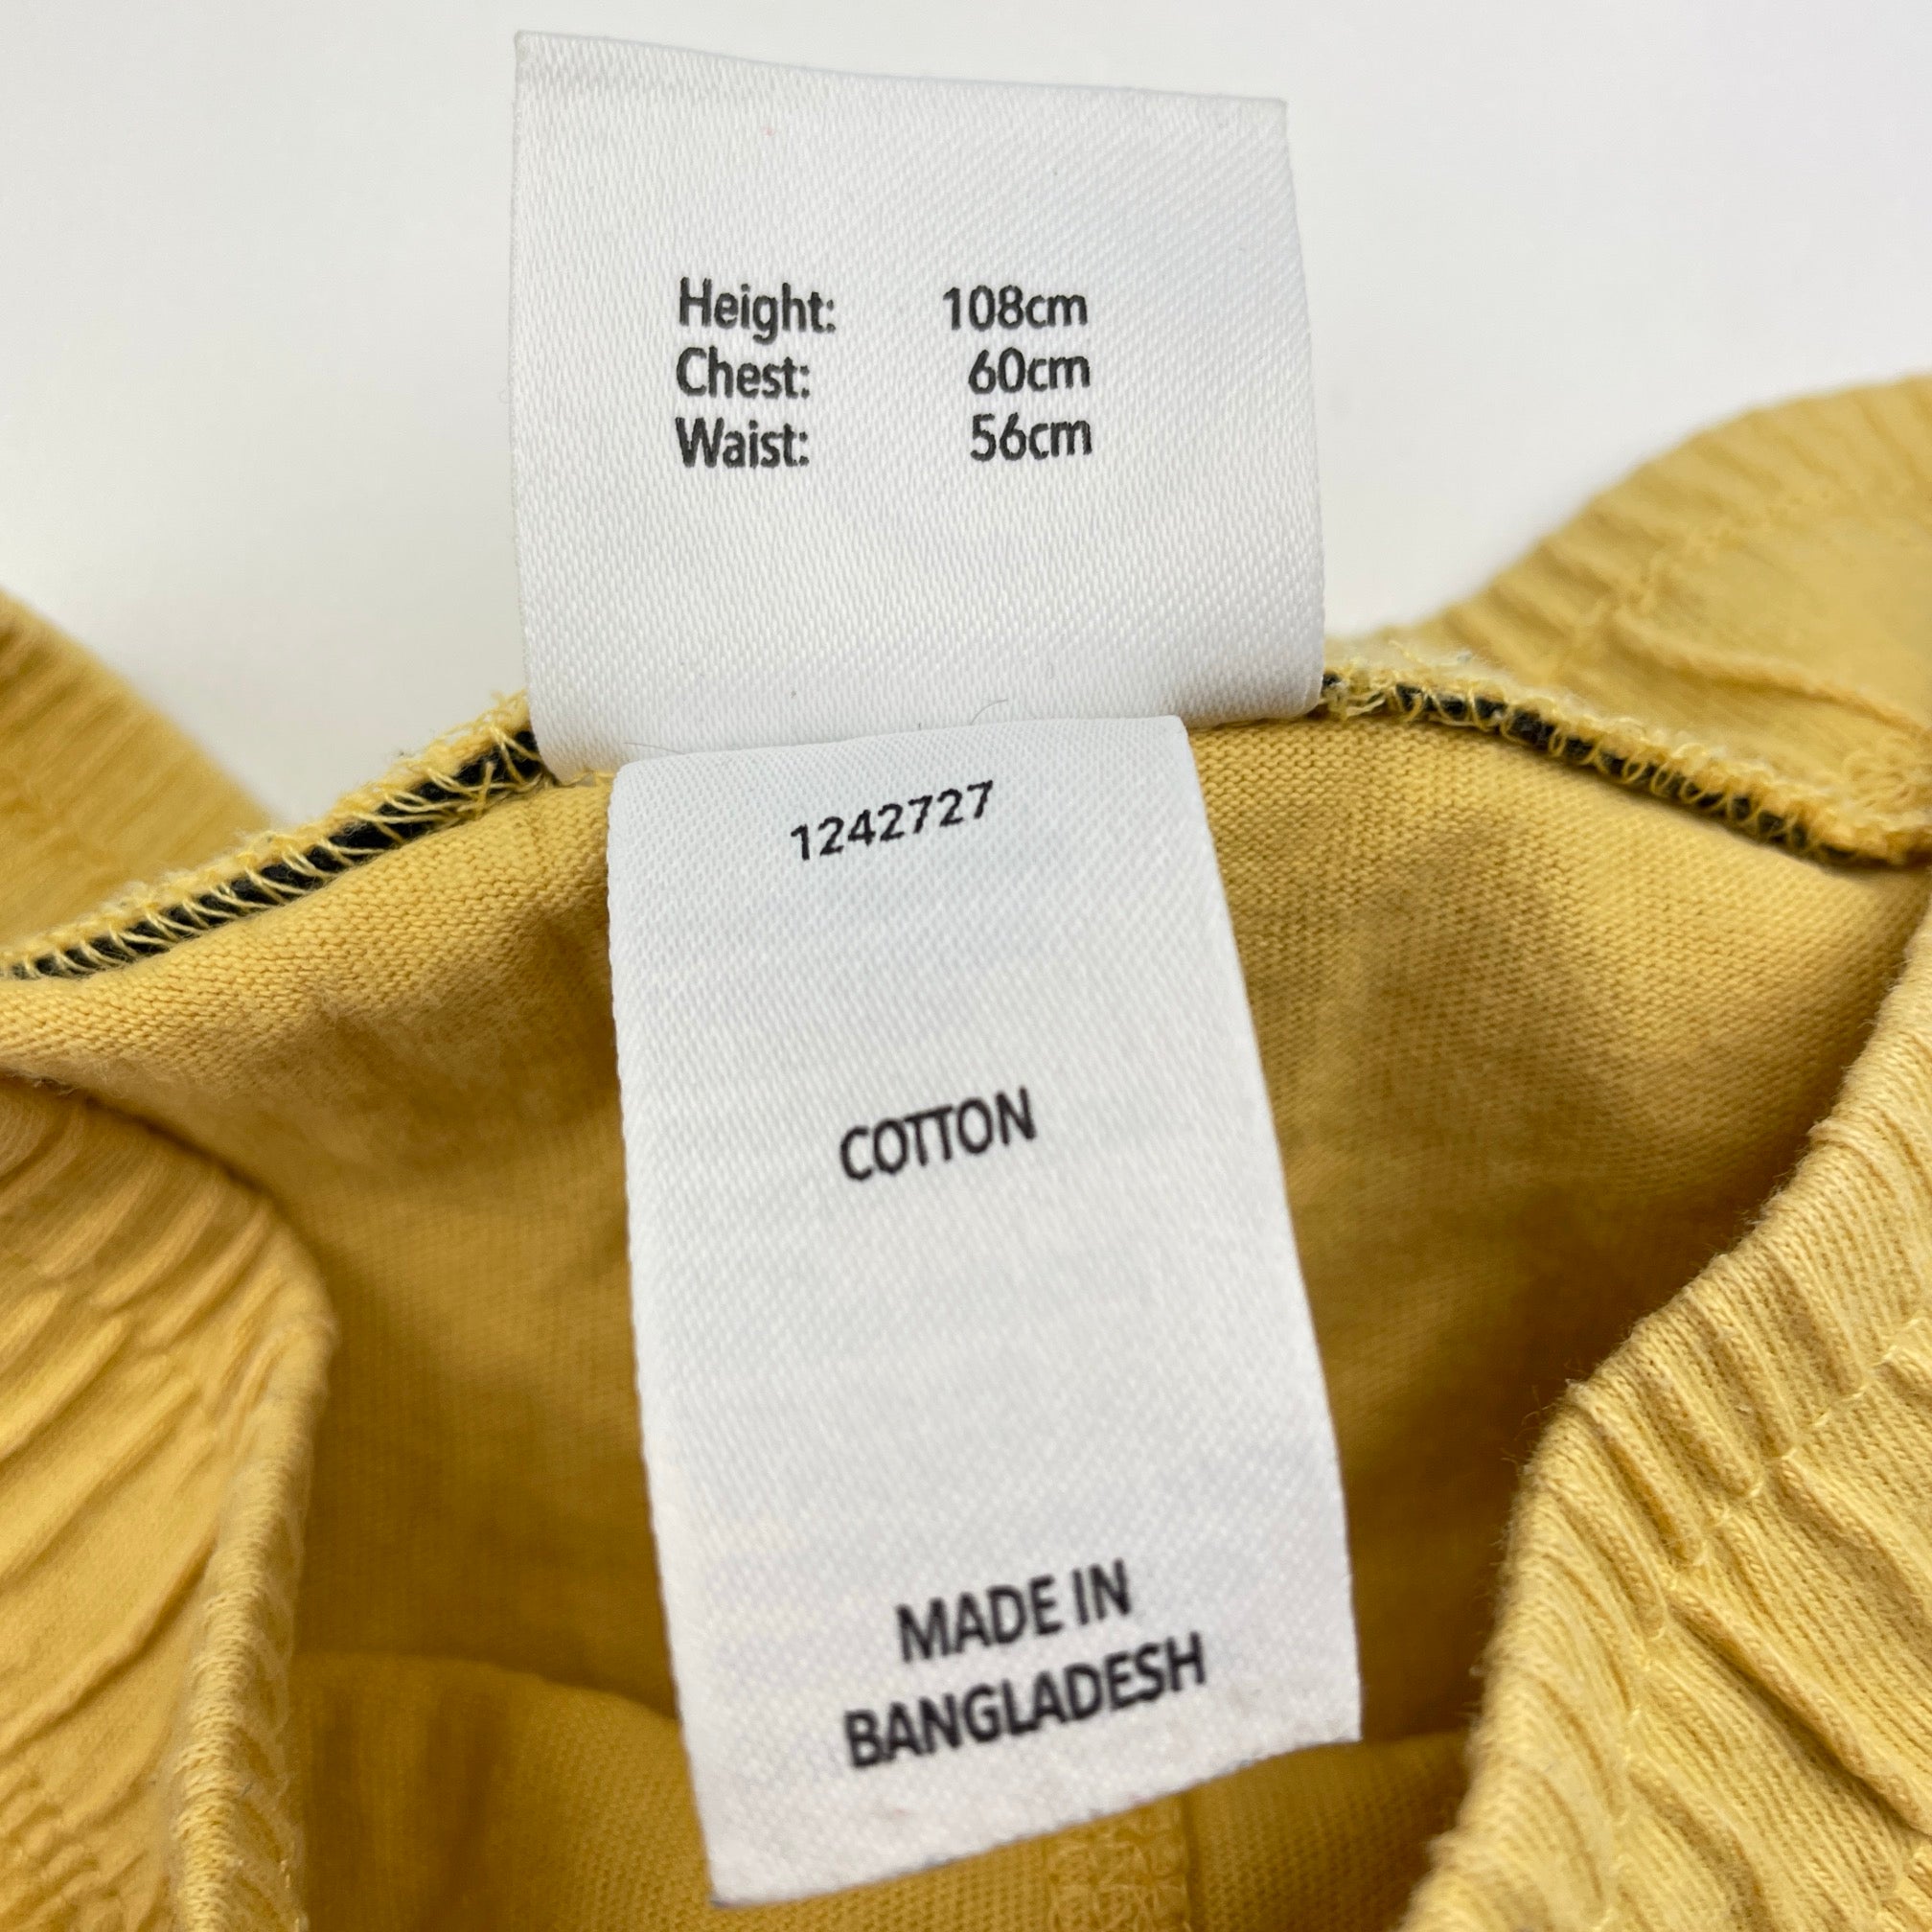 Height: 108cm
Chest: 60cm
Waist: 56cm
1242727
COTTON
MADE IN
BANGLADESH